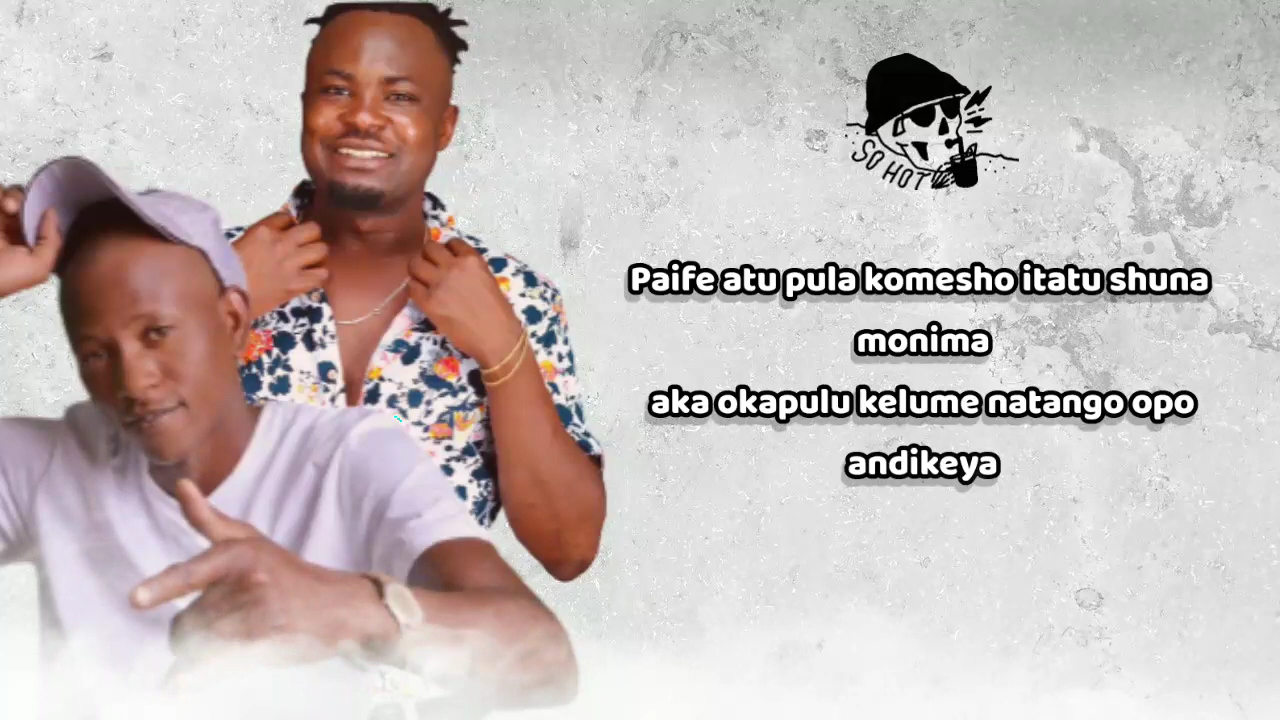 SO HOT
Paife atu pula komesho itatu shuna
monima
aka okapulu kelume natango opo
andikeya